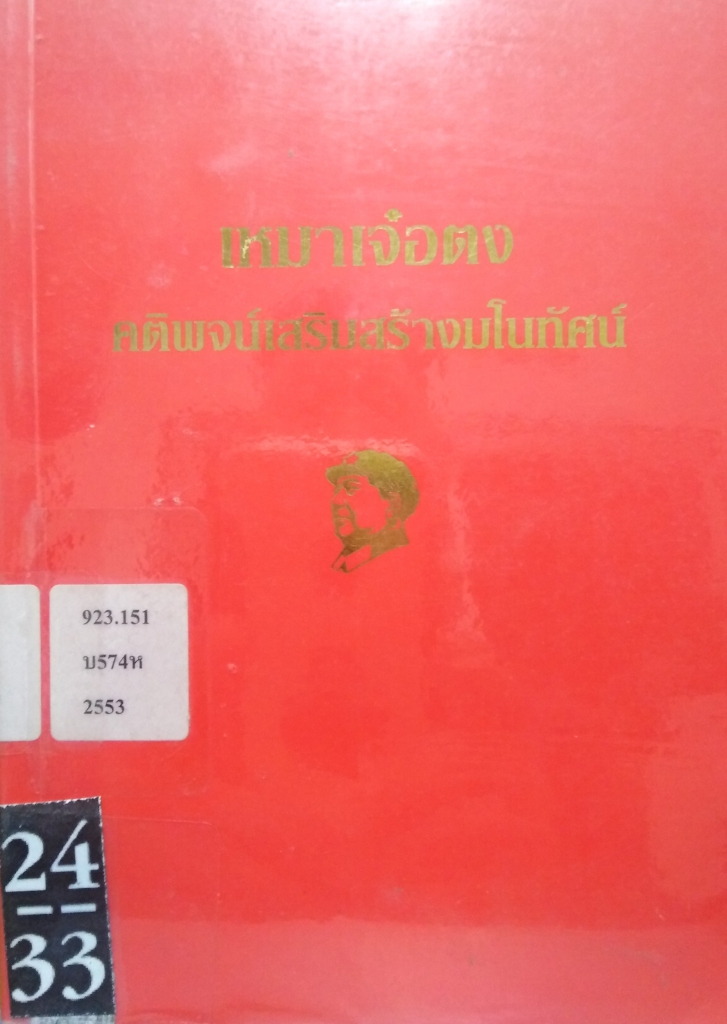 เหมาเจ๋อตง
คติพจน์เสริมสร้างมโนทัศน์
923.151
บ574ห
2553
24
33